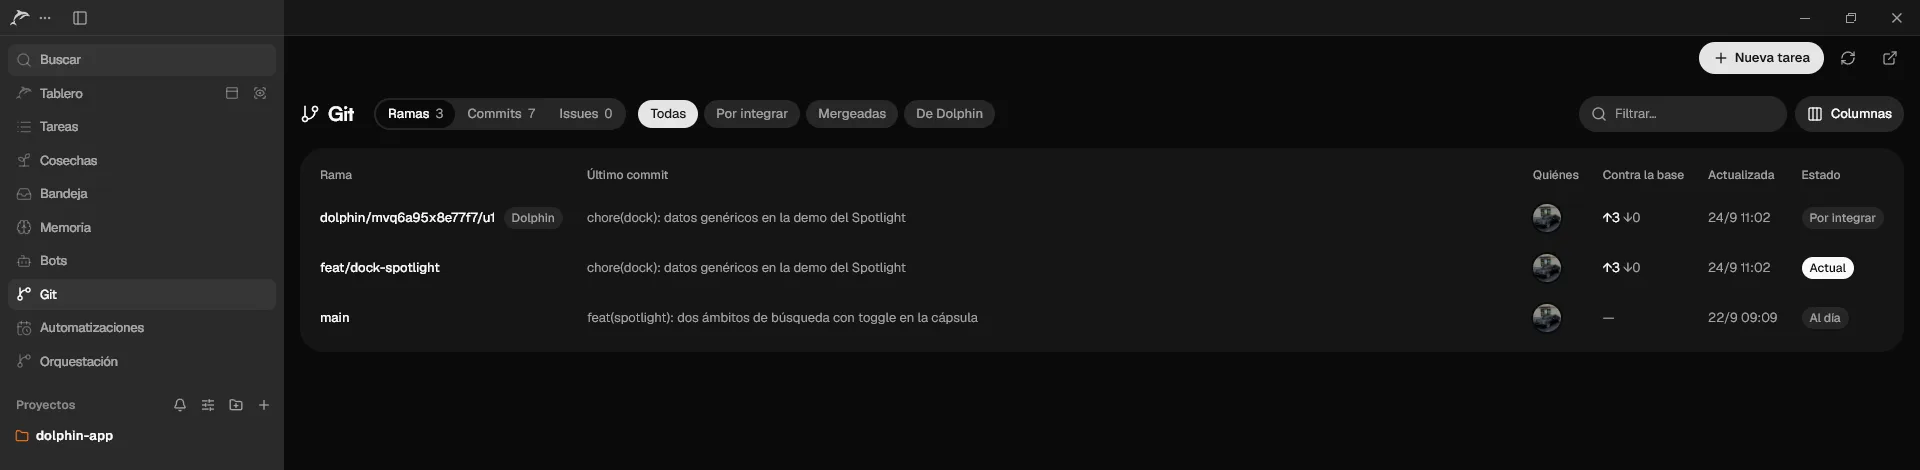 Buscar
Tablero
Tareas
Cosechas
Bandeja
Memoria
Bots
Git
Automatizaciones
Orquestación
Proyectos
dolphin-app
Nueva tarea
Git Ramas 3 Commits 7 Issues 0 Todas Por integrar Mergeadas De Dolphin Filtrar... Columnas
Rama Último commit Quiénes Contra la base Actualizada Estado
dolphin/mvq6a95x8e77f7/u1 Dolphin chore(dock): datos genéricos en la demo del Spotlight ↑3 ↓0 24/9 11:02 Por integrar
feat/dock-spotlight chore(dock): datos genéricos en la demo del Spotlight ↑3 ↓0 24/9 11:02 Actual
main feat(spotlight): dos ámbitos de búsqueda con toggle en la cápsula — 22/9 09:09 Al día